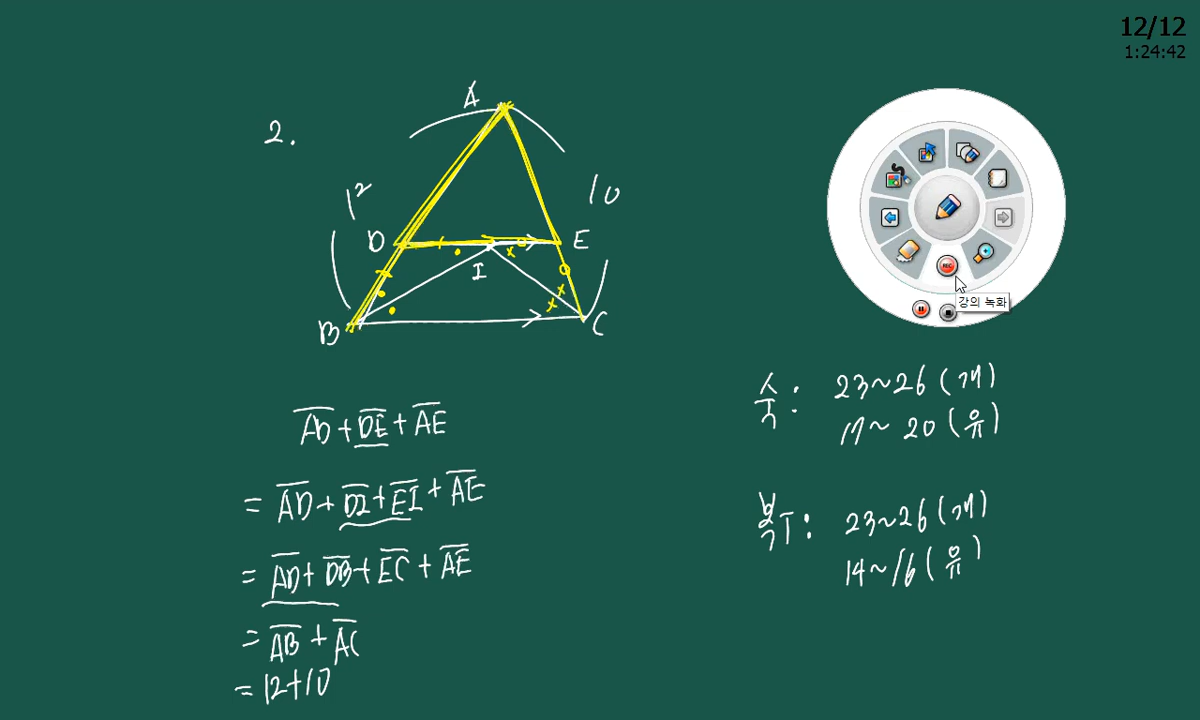 12/12
1:24:42
2.
A
12
10
D
E
I
B
C
강의 녹화
REC
AD + DE + AE
= AD + DI + EI + AE
= AD + DB + EC + AE
= AB + AC
= 12+10
숙 : 23~26 (개)
17~20 (유)
복T : 23~26 (개)
14~16 (유)